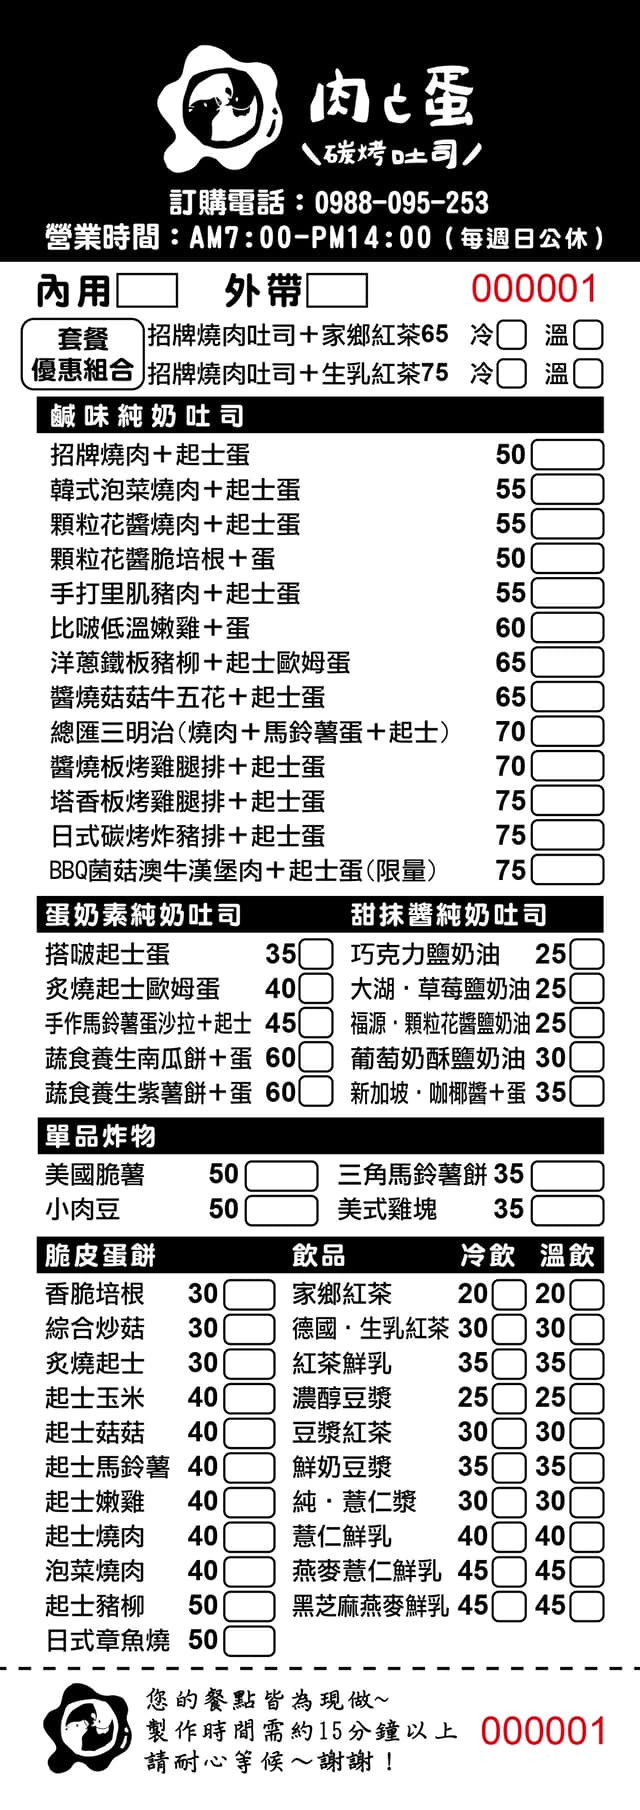 肉と蛋
\碳烤吐司/
訂購電話：0988-095-253
營業時間：AM7:00-PM14:00（每週日公休）
內用 外帶 000001
套餐優惠組合
招牌燒肉吐司＋家鄉紅茶65 冷 溫
招牌燒肉吐司＋生乳紅茶75 冷 溫
鹹味純奶吐司
招牌燒肉＋起士蛋 50
韓式泡菜燒肉＋起士蛋 55
顆粒花醬燒肉＋起士蛋 55
顆粒花醬脆培根＋蛋 50
手打里肌豬肉＋起士蛋 55
比啵低溫嫩雞＋蛋 60
洋蔥鐵板豬柳＋起士歐姆蛋 65
醬燒菇菇牛五花＋起士蛋 65
總匯三明治(燒肉＋馬鈴薯蛋＋起士) 70
醬燒板烤雞腿排＋起士蛋 70
塔香板烤雞腿排＋起士蛋 75
日式碳烤炸豬排＋起士蛋 75
BBQ菌菇澳牛漢堡肉＋起士蛋(限量) 75
蛋奶素純奶吐司 甜抹醬純奶吐司
搭啵起士蛋 35 巧克力鹽奶油 25
炙燒起士歐姆蛋 40 大湖·草莓鹽奶油 25
手作馬鈴薯蛋沙拉＋起士 45 福源·顆粒花醬鹽奶油 25
蔬食養生南瓜餅＋蛋 60 葡萄奶酥鹽奶油 30
蔬食養生紫薯餅＋蛋 60 新加坡·咖椰醬＋蛋 35
單品炸物
美國脆薯 50 三角馬鈴薯餅 35
小肉豆 50 美式雞塊 35
脆皮蛋餅 飲品 冷飲 溫飲
香脆培根 30 家鄉紅茶 20 20
綜合炒菇 30 德國·生乳紅茶 30 30
炙燒起士 30 紅茶鮮乳 35 35
起士玉米 40 濃醇豆漿 25 25
起士菇菇 40 豆漿紅茶 30 30
起士馬鈴薯 40 鮮奶豆漿 35 35
起士嫩雞 40 純·薏仁漿 30 30
起士燒肉 40 薏仁鮮乳 40 40
泡菜燒肉 40 燕麥薏仁鮮乳 45 45
起士豬柳 50 黑芝麻燕麥鮮乳 45 45
日式章魚燒 50
您的餐點皆為現做~
製作時間需約15分鐘以上 000001
請耐心等候～謝謝！